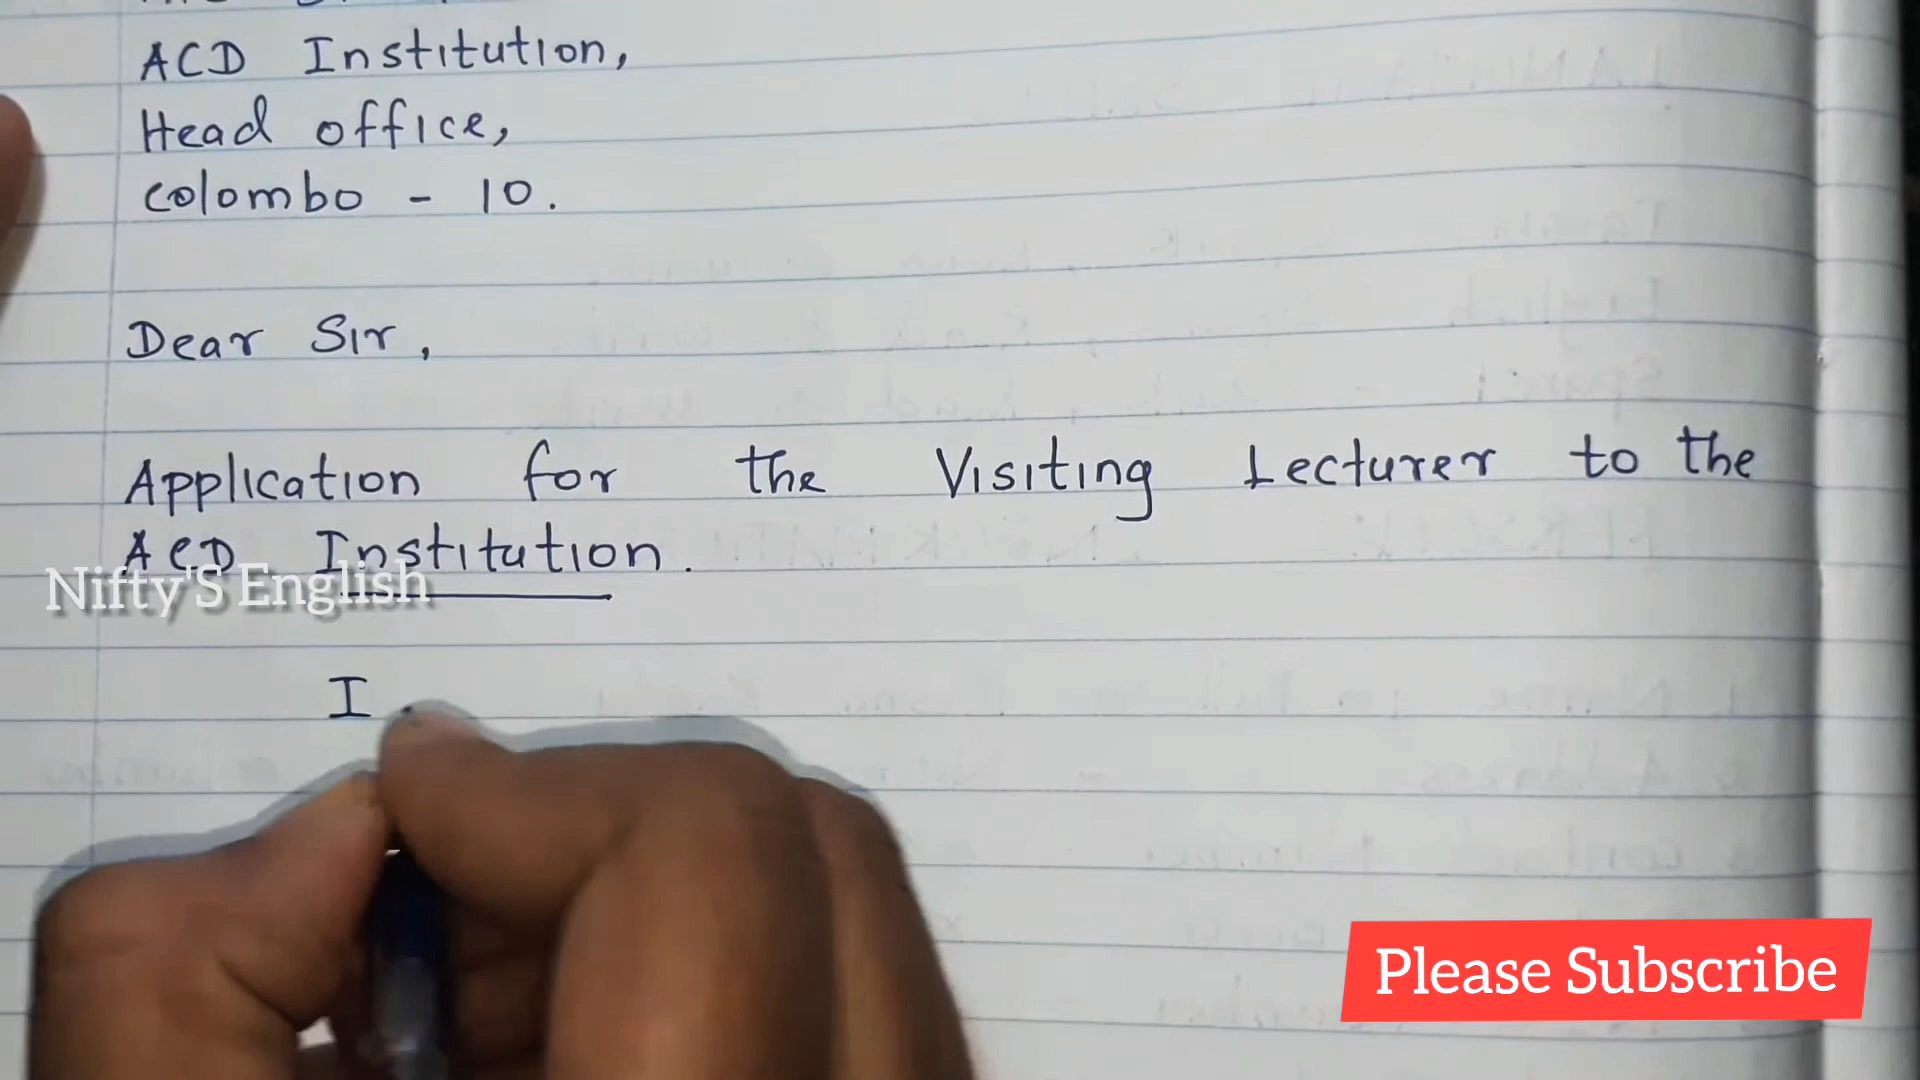 ACD Institution,
Head office,
Colombo - 10.
Dear Sir,
Application for the Visiting Lecturer to the
ACD Institution.
Nifty'S English
I
Please Subscribe